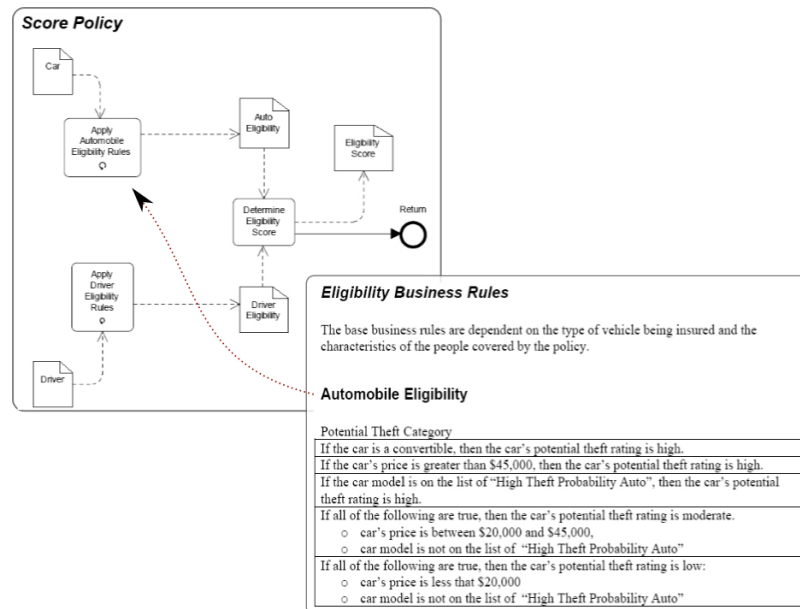 Score Policy
Car
Apply
Automobile
Eligibility Rules
Auto
Eligibility
Eligibility
Score
Determine
Eligibility
Score
Return
Apply
Driver
Eligibility
Rules
Driver
Eligibility
Driver
Eligibility Business Rules
The base business rules are dependent on the type of vehicle being insured and the
characteristics of the people covered by the policy.
Automobile Eligibility
Potential Theft Category
If the car is a convertible, then the car's potential theft rating is high.
If the car's price is greater than $45,000, then the car's potential theft rating is high.
If the car model is on the list of “High Theft Probability Auto”, then the car's potential
theft rating is high.
If all of the following are true, then the car's potential theft rating is moderate.
o car's price is between $20,000 and $45,000,
o car model is not on the list of “High Theft Probability Auto”
If all of the following are true, then the car's potential theft rating is low:
o car's price is less that $20,000
o car model is not on the list of “High Theft Probability Auto”